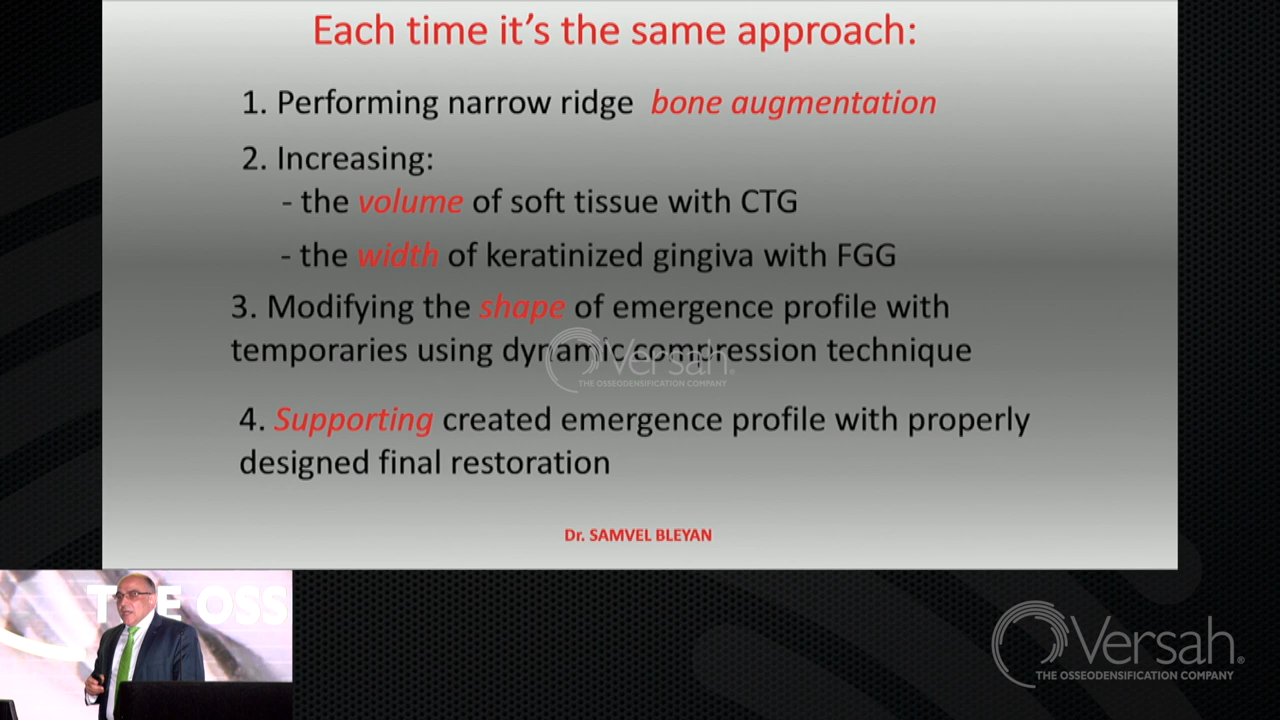 Each time it's the same approach:
1. Performing narrow ridge bone augmentation
2. Increasing:
- the volume of soft tissue with CTG
- the width of keratinized gingiva with FGG
3. Modifying the shape of emergence profile with
temporaries using dynamic compression technique
Versah®
THE OSSEODENSIFICATION COMPANY
4. Supporting created emergence profile with properly
designed final restoration
Dr. SAMVEL BLEYAN
THE OSS
Versah®
THE OSSEODENSIFICATION COMPANY